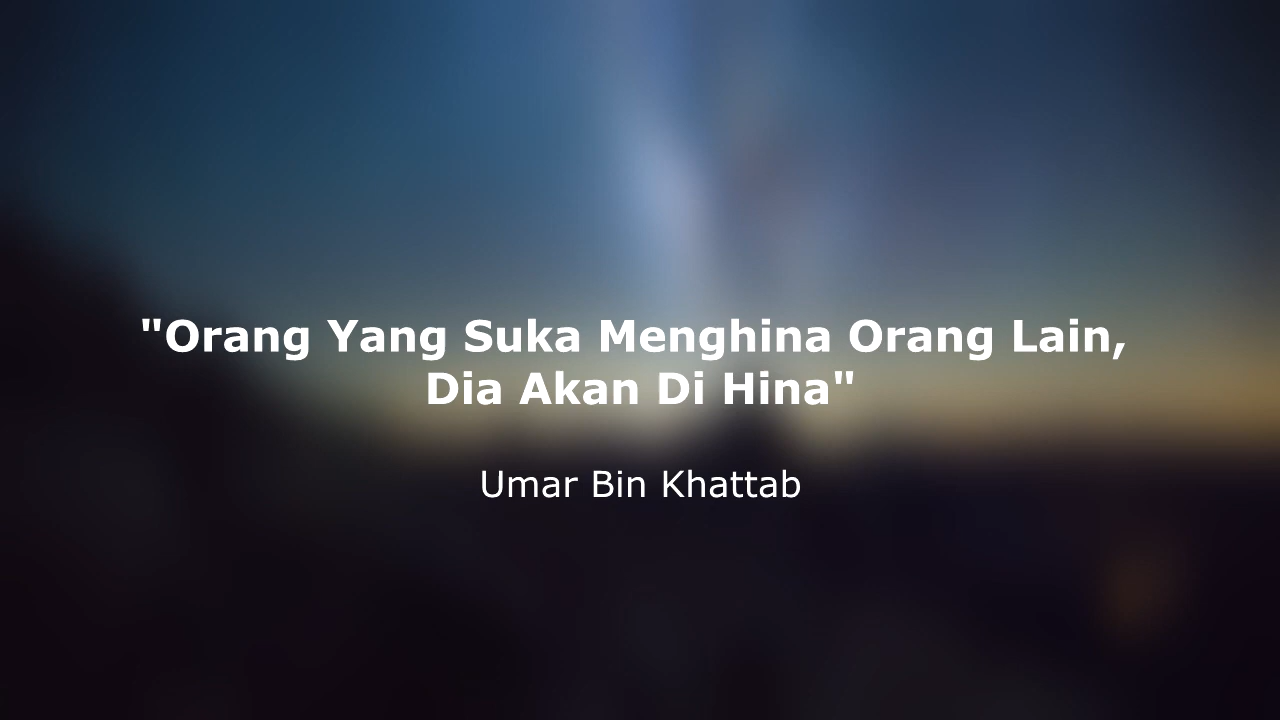 "Orang Yang Suka Menghina Orang Lain,
Dia Akan Di Hina"
Umar Bin Khattab